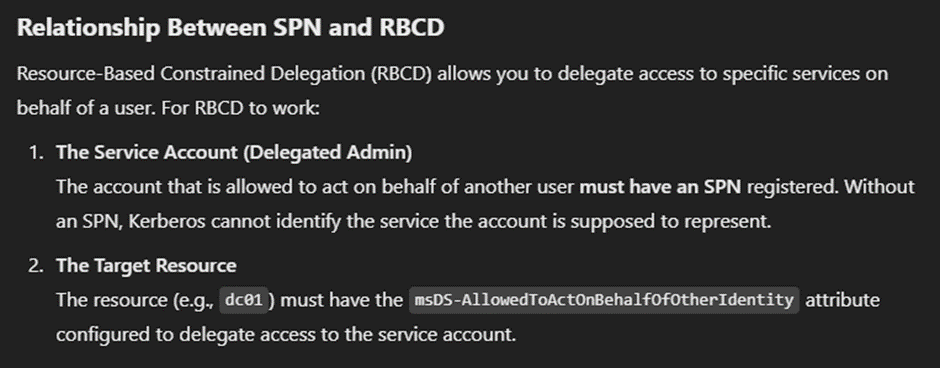 Relationship Between SPN and RBCD
Resource-Based Constrained Delegation (RBCD) allows you to delegate access to specific services on
behalf of a user. For RBCD to work:
1. The Service Account (Delegated Admin)
The account that is allowed to act on behalf of another user must have an SPN registered. Without
an SPN, Kerberos cannot identify the service the account is supposed to represent.
2. The Target Resource
The resource (e.g., dc01) must have the msDS-AllowedToActOnBehalfOfOtherIdentity attribute
configured to delegate access to the service account.